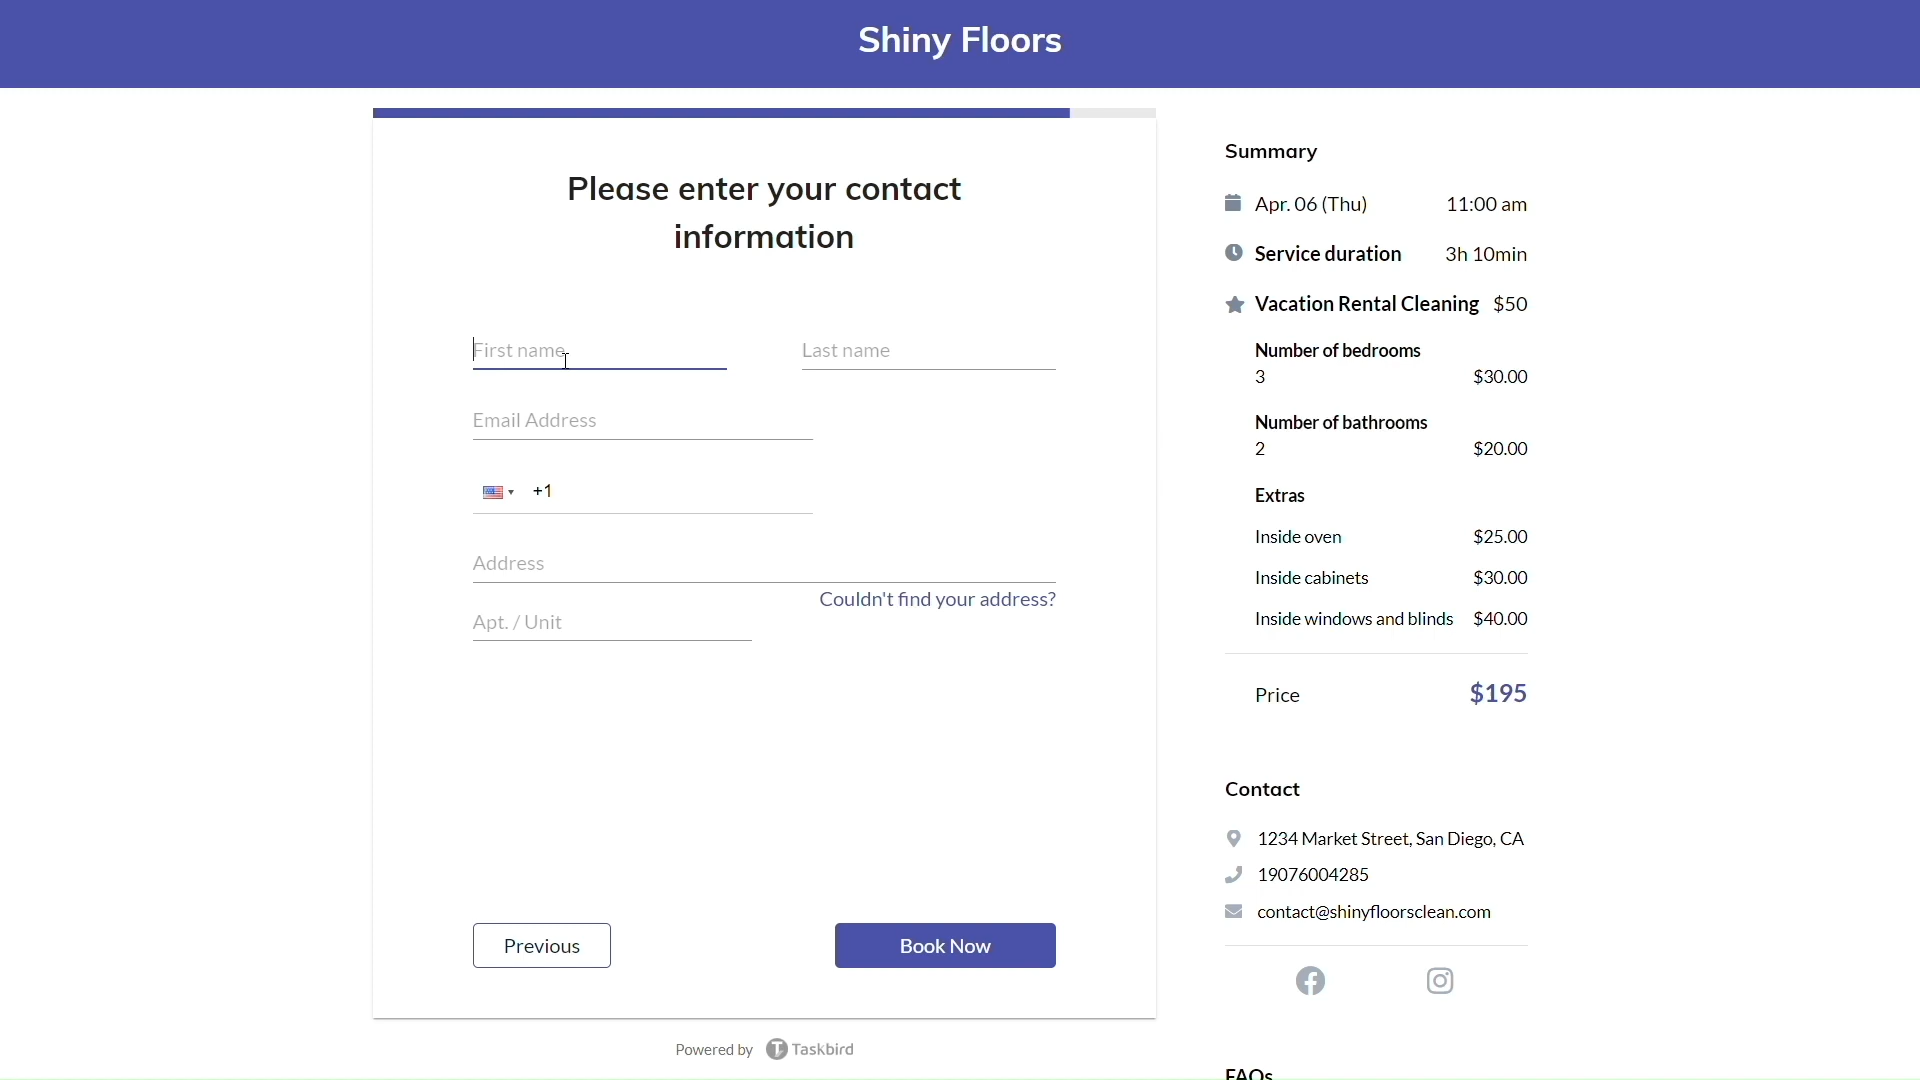 Shiny Floors
Please enter your contact
information
First name
Last name
Email Address
+1
Address
Couldn't find your address?
Apt. / Unit
Previous
Book Now
Powered by Taskbird
Summary
Apr. 06 (Thu) 11:00 am
Service duration 3h 10min
Vacation Rental Cleaning $50
Number of bedrooms
3 $30.00
Number of bathrooms
2 $20.00
Extras
Inside oven $25.00
Inside cabinets $30.00
Inside windows and blinds $40.00
Price $195
Contact
1234 Market Street, San Diego, CA
19076004285
contact@shinyfloorsclean.com
FAQs